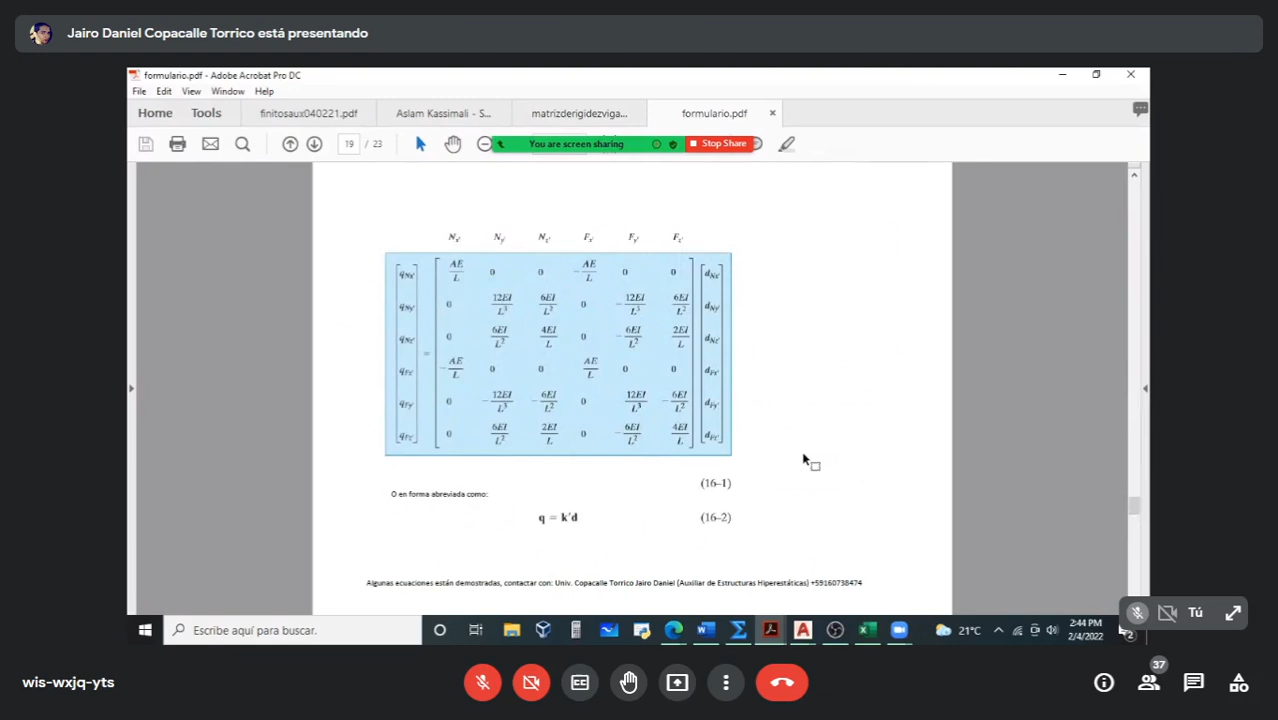 Jairo Daniel Copacalle Torrico está presentando
formulario.pdf - Adobe Acrobat Pro DC
File Edit View Window Help
Home Tools finitosaux040221.pdf Aslam Kassimali - S... matrizderigidezviga... formulario.pdf ×
19 / 23 You are screen sharing Stop Share
N_x' N_y' N_z' F_x' F_y' F_z'
q_Nx' AE/L 0 0 -AE/L 0 0 d_Nx'
q_Ny' 0 12EI/L³ 6EI/L² 0 -12EI/L³ 6EI/L² d_Ny'
q_Nz' 0 6EI/L² 4EI/L 0 -6EI/L² 2EI/L d_Nz'
=
q_Fx' -AE/L 0 0 AE/L 0 0 d_Fx'
q_Fy' 0 -12EI/L³ -6EI/L² 0 12EI/L³ -6EI/L² d_Fy'
q_Fz' 0 6EI/L² 2EI/L 0 -6EI/L² 4EI/L d_Fz'
(16–1)
O en forma abreviada como:
q = k'd (16–2)
Algunas ecuaciones están demostradas, contactar con: Univ. Copacalle Torrico Jairo Daniel (Auxiliar de Estructuras Hiperestáticas) +59160738474
Tú
Escribe aquí para buscar. 21°C 2:44 PM
2/4/2022 2
wis-wxjq-yts 37